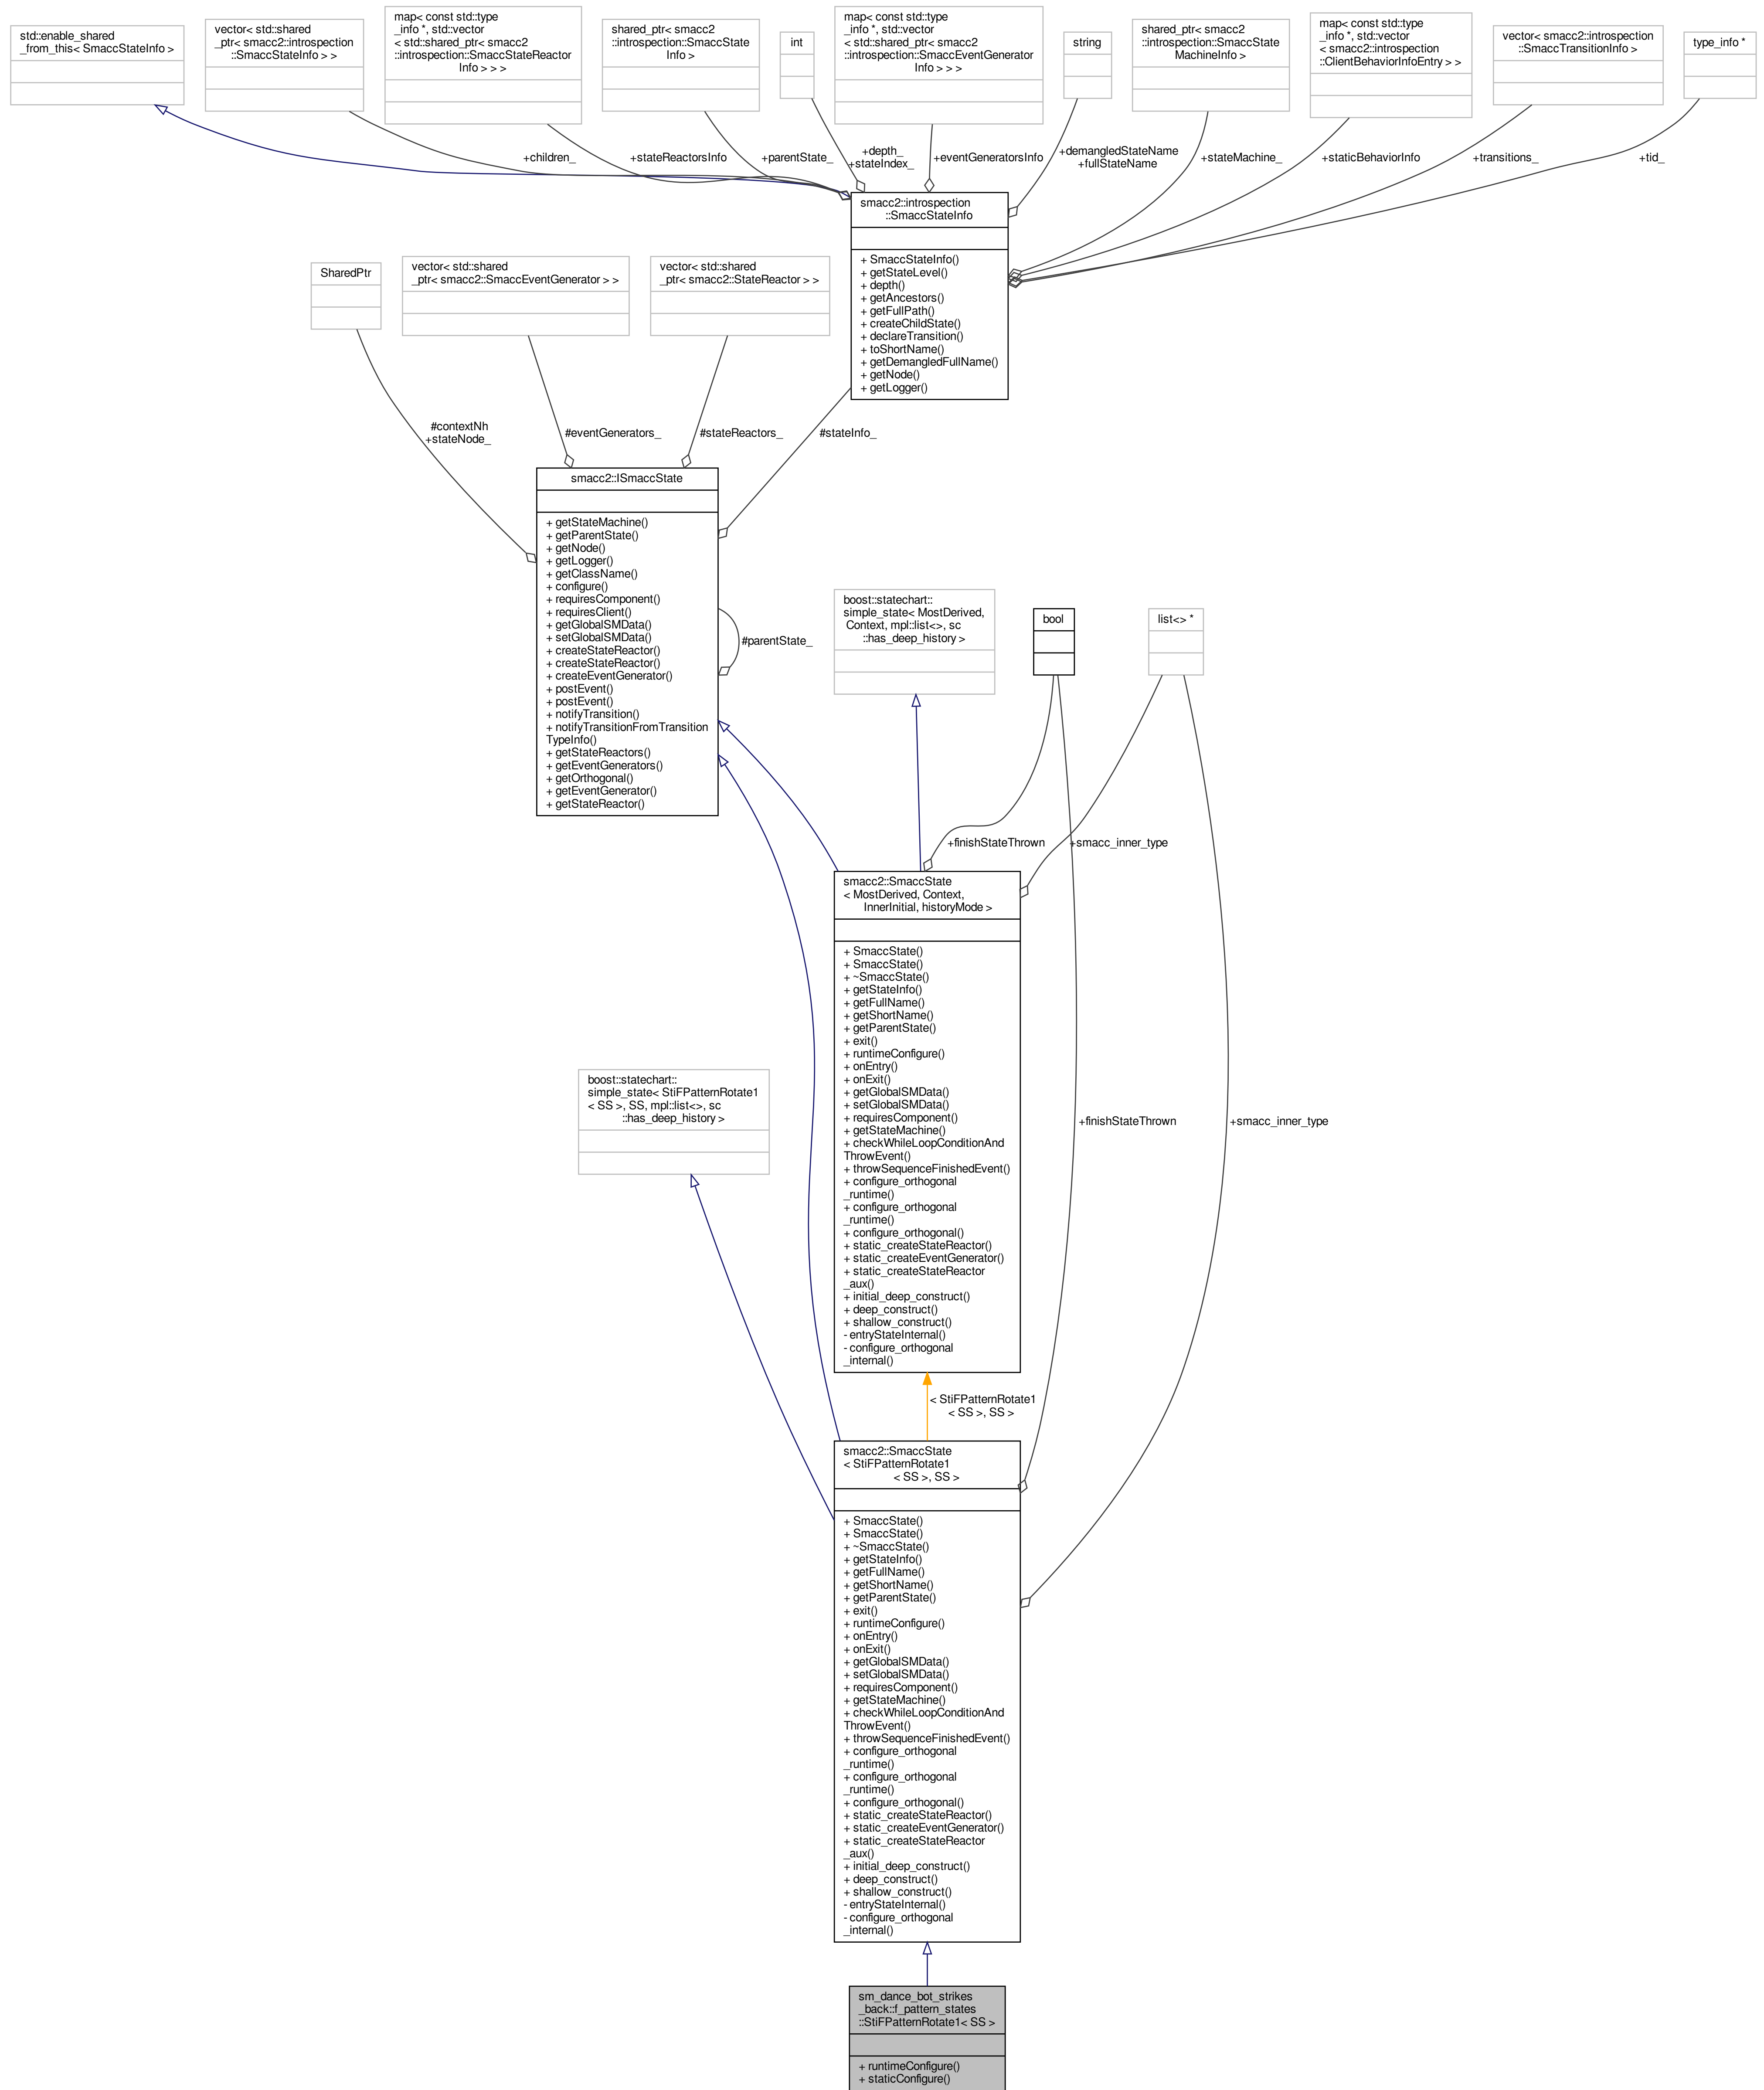 std::enable_shared
_from_this< SmaccStateInfo >
vector< std::shared
_ptr< smacc2::introspection
::SmaccStateInfo > >
map< const std::type
_info *, std::vector
< std::shared_ptr< smacc2
::introspection::SmaccStateReactor
Info > > >
shared_ptr< smacc2
::introspection::SmaccState
Info >
int
map< const std::type
_info *, std::vector
< std::shared_ptr< smacc2
::introspection::SmaccEventGenerator
Info > > >
string
shared_ptr< smacc2
::introspection::SmaccState
MachineInfo >
map< const std::type
_info *, std::vector
< smacc2::introspection
::ClientBehaviorInfoEntry > >
vector< smacc2::introspection
::SmaccTransitionInfo >
type_info *
+children_
+stateReactorsInfo
+parentState_
+depth_
+stateIndex_
+eventGeneratorsInfo
+demangledStateName
+fullStateName
+stateMachine_
+staticBehaviorInfo
+transitions_
+tid_
smacc2::introspection
::SmaccStateInfo
+ SmaccStateInfo()
+ getStateLevel()
+ depth()
+ getAncestors()
+ getFullPath()
+ createChildState()
+ declareTransition()
+ toShortName()
+ getDemangledFullName()
+ getNode()
+ getLogger()
SharedPtr
vector< std::shared
_ptr< smacc2::SmaccEventGenerator > >
vector< std::shared
_ptr< smacc2::StateReactor > >
#contextNh
+stateNode_
#eventGenerators_
#stateReactors_
#stateInfo_
smacc2::ISmaccState
+ getStateMachine()
+ getParentState()
+ getNode()
+ getLogger()
+ getClassName()
+ configure()
+ requiresComponent()
+ requiresClient()
+ getGlobalSMData()
+ setGlobalSMData()
+ createStateReactor()
+ createStateReactor()
+ createEventGenerator()
+ postEvent()
+ postEvent()
+ notifyTransition()
+ notifyTransitionFromTransition
TypeInfo()
+ getStateReactors()
+ getEventGenerators()
+ getOrthogonal()
+ getEventGenerator()
+ getStateReactor()
#parentState_
boost::statechart::
simple_state< MostDerived,
Context, mpl::list<>, sc
::has_deep_history >
bool
list<> *
+finishStateThrown
+smacc_inner_type
smacc2::SmaccState
< MostDerived, Context,
InnerInitial, historyMode >
+ SmaccState()
+ SmaccState()
+ ~SmaccState()
+ getStateInfo()
+ getFullName()
+ getShortName()
+ getParentState()
+ exit()
+ runtimeConfigure()
+ onEntry()
+ onExit()
+ getGlobalSMData()
+ setGlobalSMData()
+ requiresComponent()
+ getStateMachine()
+ checkWhileLoopConditionAnd
ThrowEvent()
+ throwSequenceFinishedEvent()
+ configure_orthogonal
_runtime()
+ configure_orthogonal
_runtime()
+ configure_orthogonal()
+ static_createStateReactor()
+ static_createEventGenerator()
+ static_createStateReactor
_aux()
+ initial_deep_construct()
+ deep_construct()
+ shallow_construct()
- entryStateInternal()
- configure_orthogonal
_internal()
boost::statechart::
simple_state< StiFPatternRotate1
< SS >, SS, mpl::list<>, sc
::has_deep_history >
+finishStateThrown
+smacc_inner_type
< StiFPatternRotate1
< SS >, SS >
smacc2::SmaccState
< StiFPatternRotate1
< SS >, SS >
+ SmaccState()
+ SmaccState()
+ ~SmaccState()
+ getStateInfo()
+ getFullName()
+ getShortName()
+ getParentState()
+ exit()
+ runtimeConfigure()
+ onEntry()
+ onExit()
+ getGlobalSMData()
+ setGlobalSMData()
+ requiresComponent()
+ getStateMachine()
+ checkWhileLoopConditionAnd
ThrowEvent()
+ throwSequenceFinishedEvent()
+ configure_orthogonal
_runtime()
+ configure_orthogonal
_runtime()
+ configure_orthogonal()
+ static_createStateReactor()
+ static_createEventGenerator()
+ static_createStateReactor
_aux()
+ initial_deep_construct()
+ deep_construct()
+ shallow_construct()
- entryStateInternal()
- configure_orthogonal
_internal()
sm_dance_bot_strikes
_back::f_pattern_states
::StiFPatternRotate1< SS >
+ runtimeConfigure()
+ staticConfigure()